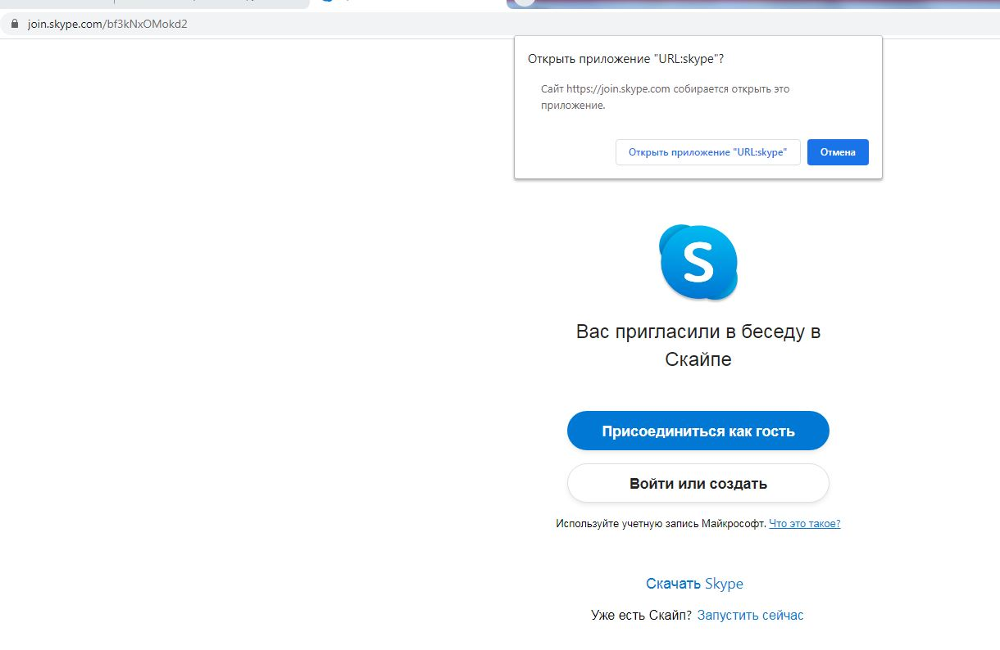 join.skype.com/bf3kNxOMokd2
Открыть приложение "URL:skype"?
Сайт https://join.skype.com собирается открыть это
приложение.
Открыть приложение "URL:skype"
Отмена
S
Вас пригласили в беседу в
Скайпе
Присоединиться как гость
Войти или создать
Используйте учетную запись Майкрософт. Что это такое?
Скачать Skype
Уже есть Скайп? Запустить сейчас